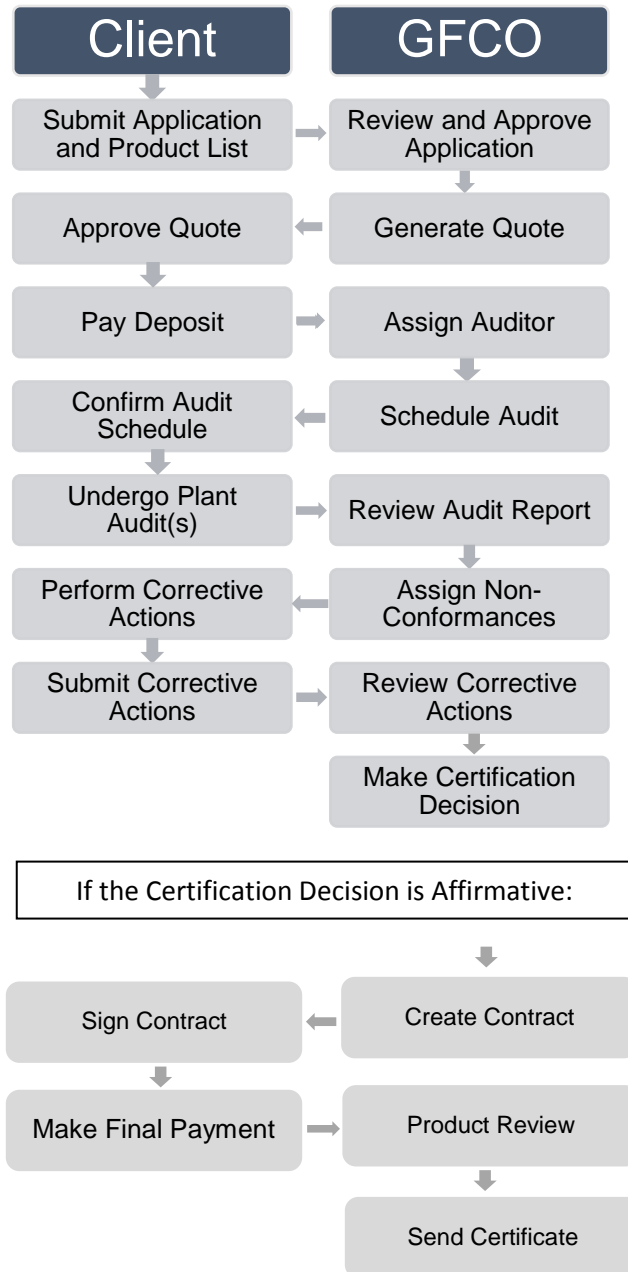 Client
GFCO
Submit Application
and Product List
Review and Approve
Application
Approve Quote
Generate Quote
Pay Deposit
Assign Auditor
Confirm Audit
Schedule
Schedule Audit
Undergo Plant
Audit(s)
Review Audit Report
Perform Corrective
Actions
Assign Non-
Conformances
Submit Corrective
Actions
Review Corrective
Actions
Make Certification
Decision
If the Certification Decision is Affirmative:
Sign Contract
Create Contract
Make Final Payment
Product Review
Send Certificate